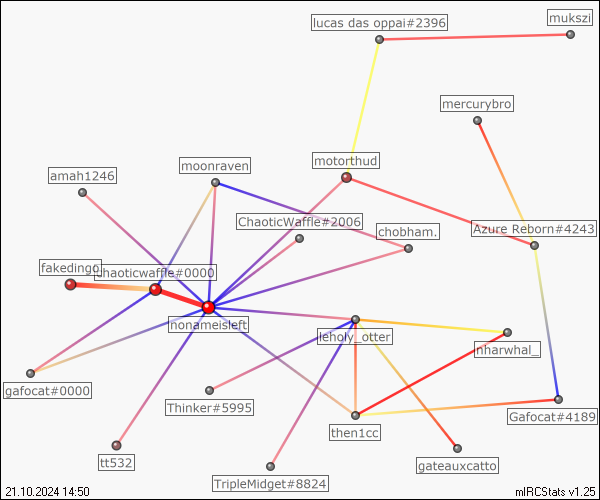 lucas das oppai#2396
mukszi
mercurybro
motorthud
moonraven
amah1246
ChaoticWaffle#2006
chobham.
Azure Reborn#4243
fakedingo
chaoticwaffle#0000
nonameisleft
leholy_otter
nharwhal_
gafocat#0000
Thinker#5995
then1cc
Gafocat#4189
tt532
gateauxcatto
TripleMidget#8824
21.10.2024 14:50
mIRCStats v1.25